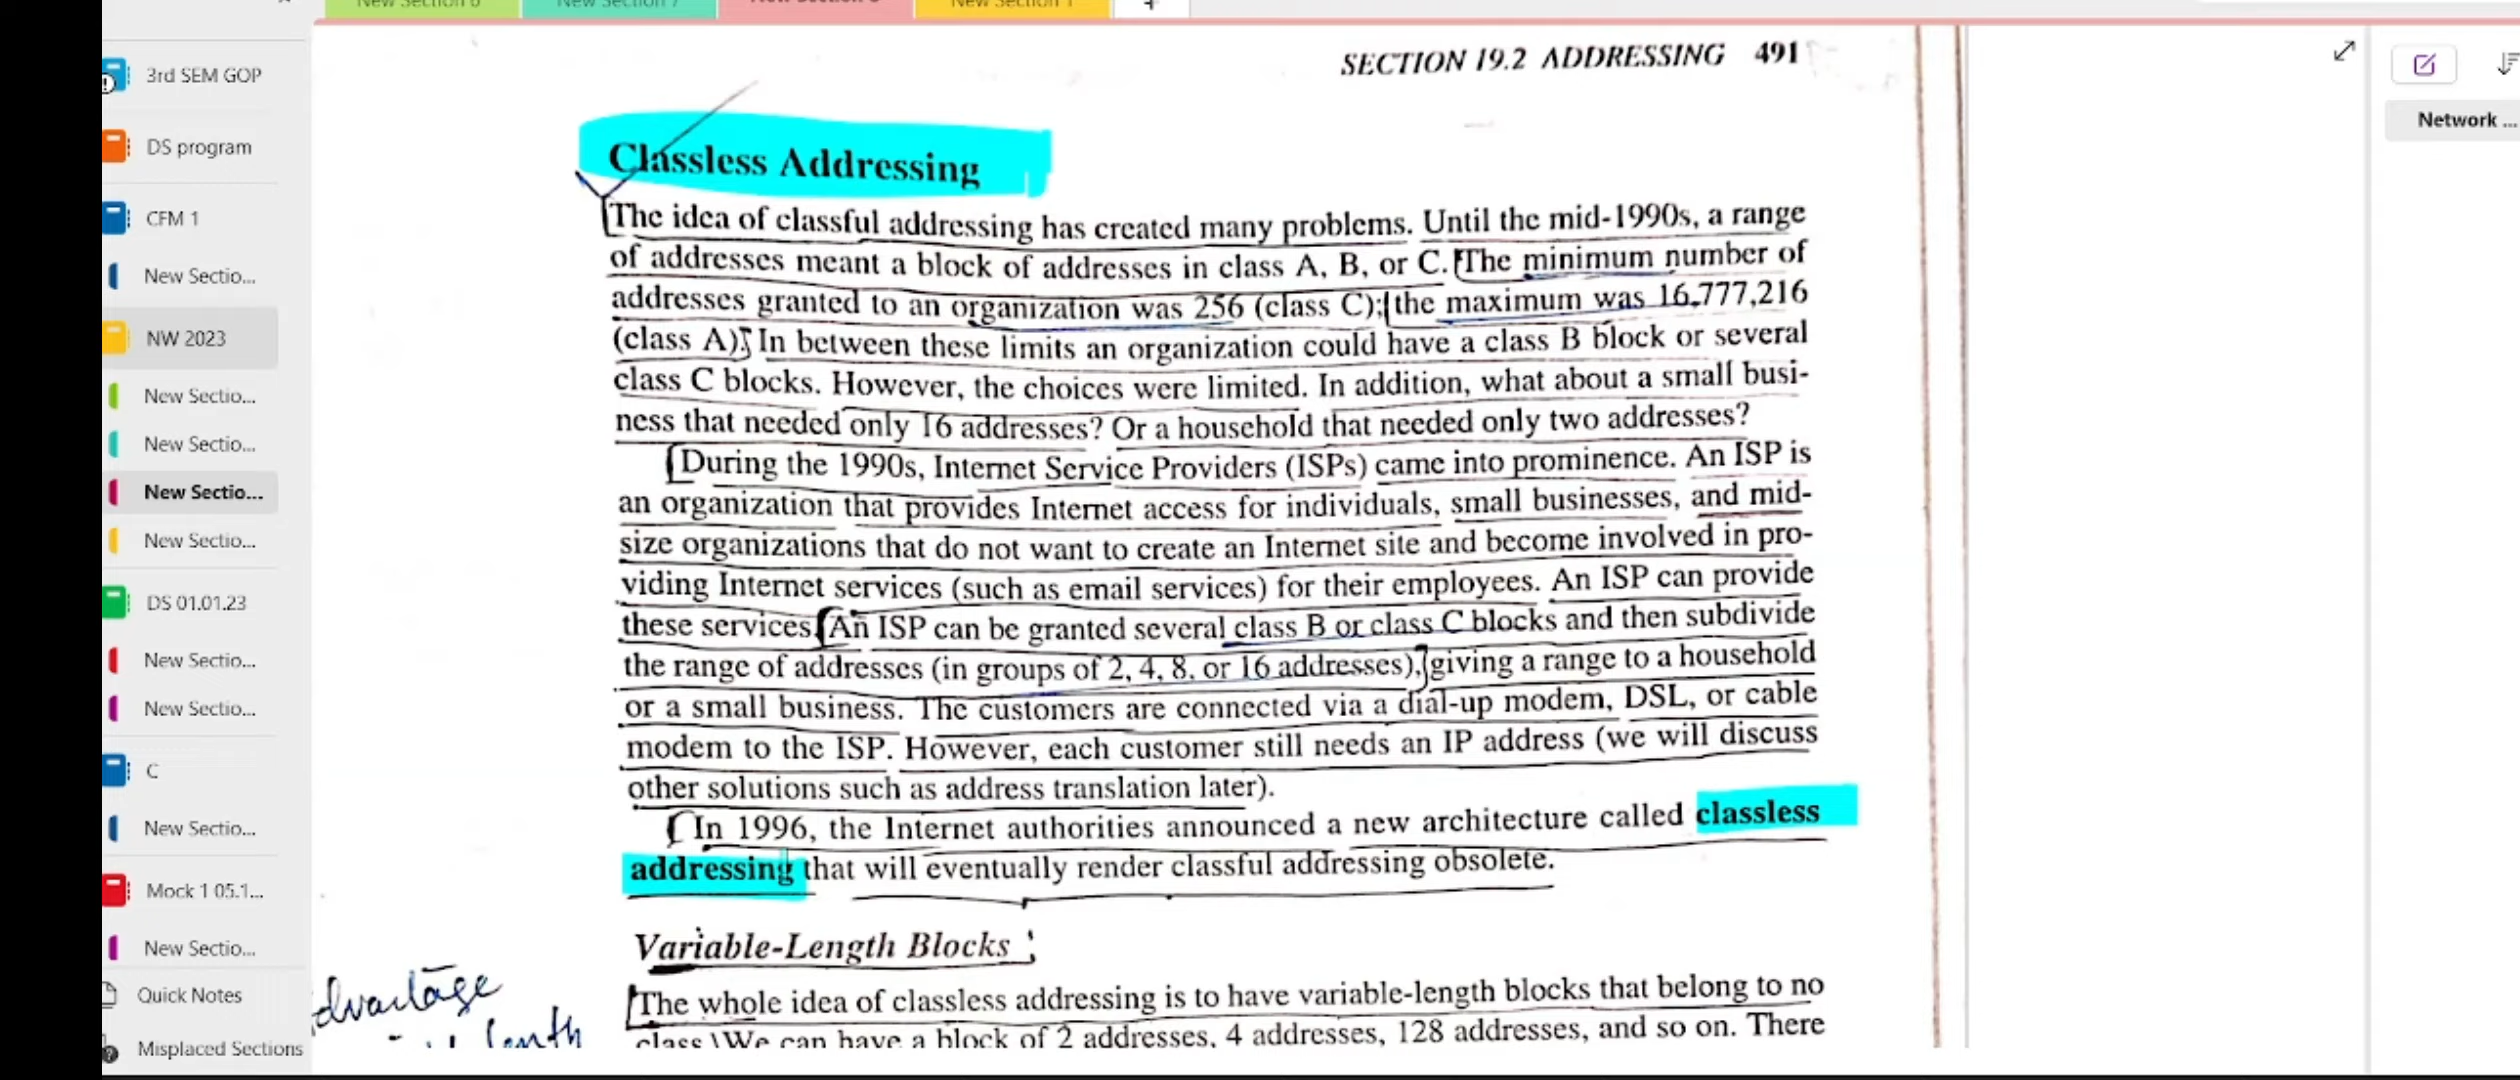 New Section 6
New Section 7
New Section 1
+
3rd SEM GOP
DS program
CFM 1
New Sectio...
NW 2023
New Sectio...
New Sectio...
New Sectio...
New Sectio...
DS 01.01.23
New Sectio...
New Sectio...
C
New Sectio...
Mock 1 05.1...
New Sectio...
Quick Notes
Misplaced Sections
SECTION 19.2 ADDRESSING 491
Classless Addressing
The idea of classful addressing has created many problems. Until the mid-1990s, a range
of addresses meant a block of addresses in class A, B, or C. The minimum number of
addresses granted to an organization was 256 (class C); the maximum was 16,777,216
(class A). In between these limits an organization could have a class B block or several
class C blocks. However, the choices were limited. In addition, what about a small busi-
ness that needed only 16 addresses? Or a household that needed only two addresses?
During the 1990s, Internet Service Providers (ISPs) came into prominence. An ISP is
an organization that provides Internet access for individuals, small businesses, and mid-
size organizations that do not want to create an Internet site and become involved in pro-
viding Internet services (such as email services) for their employees. An ISP can provide
these services. An ISP can be granted several class B or class C blocks and then subdivide
the range of addresses (in groups of 2, 4, 8, or 16 addresses), giving a range to a household
or a small business. The customers are connected via a dial-up modem, DSL, or cable
modem to the ISP. However, each customer still needs an IP address (we will discuss
other solutions such as address translation later).
In 1996, the Internet authorities announced a new architecture called classless
addressing that will eventually render classful addressing obsolete.
Variable-Length Blocks :
The whole idea of classless addressing is to have variable-length blocks that belong to no
class. We can have a block of 2 addresses, 4 addresses, 128 addresses, and so on. There
dvantage
Network ...